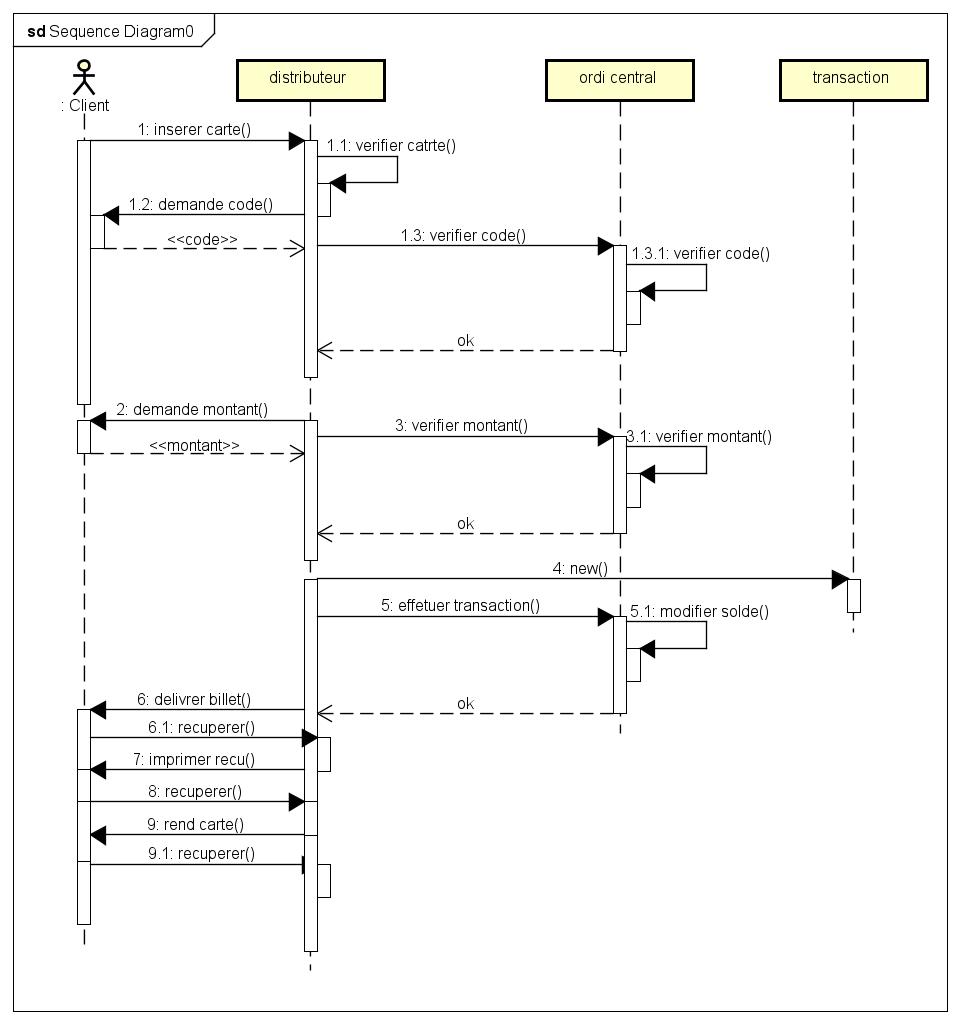 sd Sequence Diagram0
: Client
distributeur
ordi central
transaction
1: inserer carte()
1.1: verifier catrte()
1.2: demande code()
<<code>>
1.3: verifier code()
1.3.1: verifier code()
ok
2: demande montant()
3: verifier montant()
3.1: verifier montant()
<<montant>>
ok
4: new()
5: effetuer transaction()
5.1: modifier solde()
6: delivrer billet()
ok
6.1: recuperer()
7: imprimer recu()
8: recuperer()
9: rend carte()
9.1: recuperer()